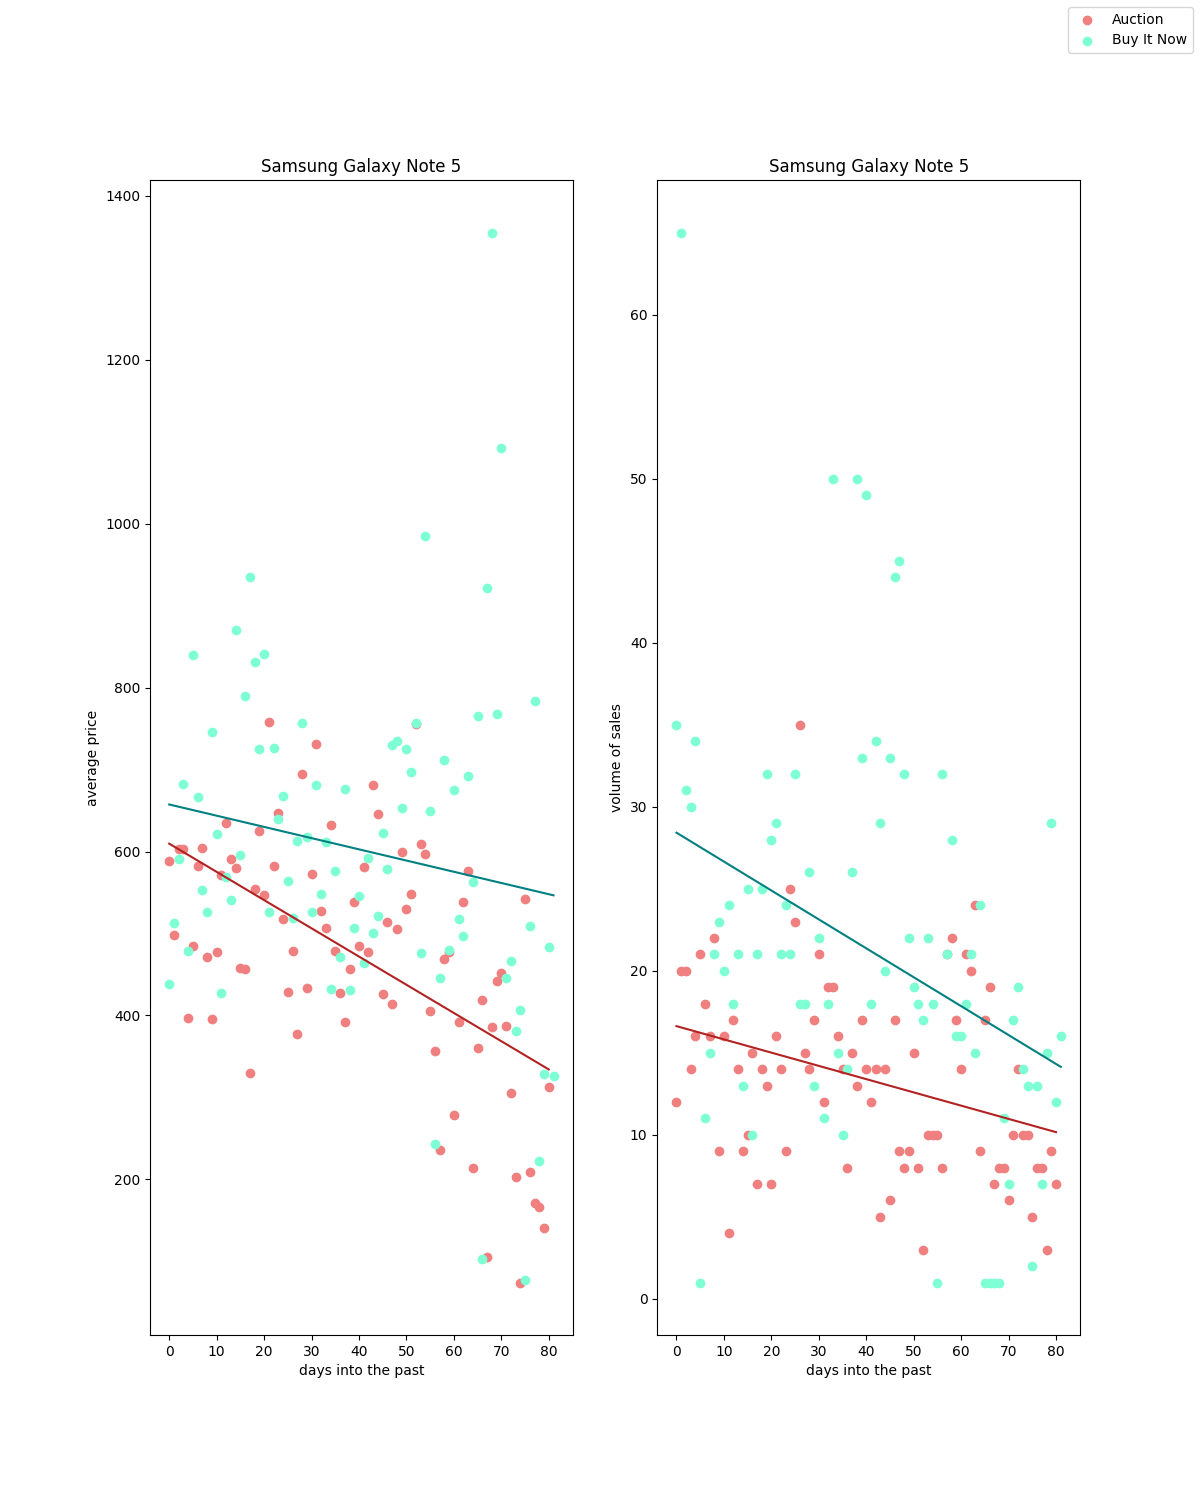 Auction
Buy It Now
Samsung Galaxy Note 5
1400
1200
1000
800
600
400
200
average price
0 10 20 30 40 50 60 70 80
days into the past
Samsung Galaxy Note 5
60
50
40
30
20
10
0
volume of sales
0 10 20 30 40 50 60 70 80
days into the past